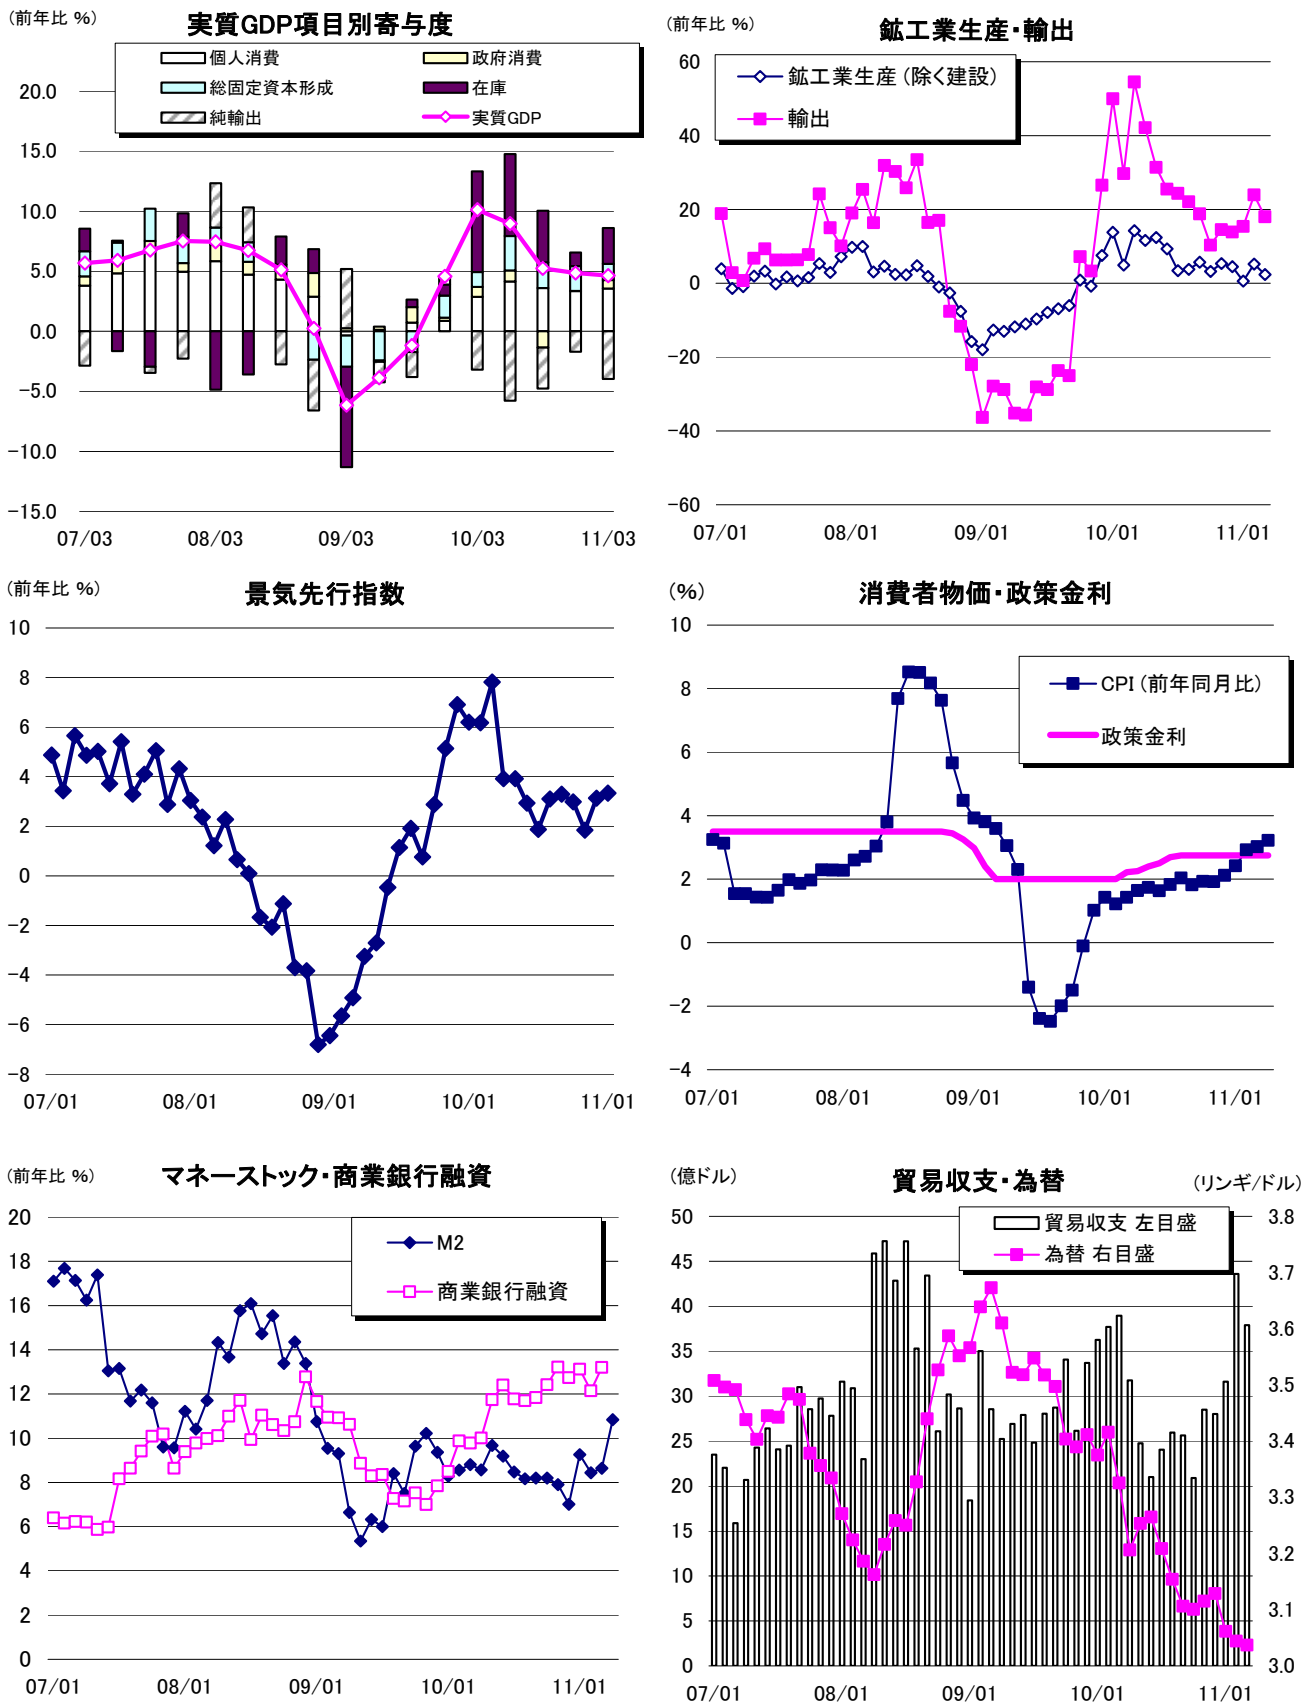 (前年比 %)
実質GDP項目別寄与度
個人消費
政府消費
総固定資本形成
在庫
純輸出
実質GDP
20.0
15.0
10.0
5.0
0.0
-5.0
-10.0
-15.0
07/03 08/03 09/03 10/03 11/03
(前年比 %)
鉱工業生産・輸出
鉱工業生産 (除く建設)
輸出
60
40
20
0
-20
-40
-60
07/01 08/01 09/01 10/01 11/01
(前年比 %)
景気先行指数
10
8
6
4
2
0
-2
-4
-6
-8
07/01 08/01 09/01 10/01 11/01
(%)
消費者物価・政策金利
CPI (前年同月比)
政策金利
10
8
6
4
2
0
-2
-4
07/01 08/01 09/01 10/01 11/01
(前年比 %)
マネーストック・商業銀行融資
M2
商業銀行融資
20
18
16
14
12
10
8
6
4
2
0
07/01 08/01 09/01 10/01 11/01
(億ドル)
貿易収支・為替
(リンギ/ドル)
貿易収支 左目盛
為替 右目盛
50
45
40
35
30
25
20
15
10
5
0
3.8
3.7
3.6
3.5
3.4
3.3
3.2
3.1
3.0
07/01 08/01 09/01 10/01 11/01